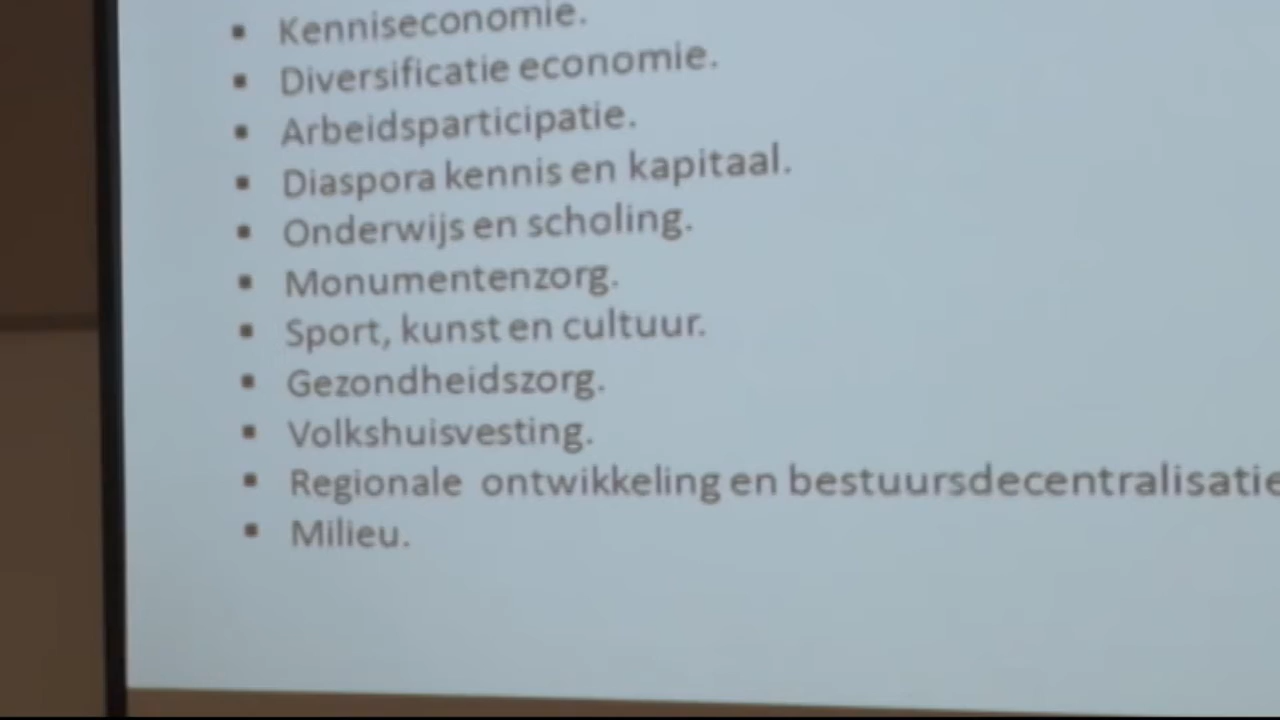 ▪ Kenniseconomie.
▪ Diversificatie economie.
▪ Arbeidsparticipatie.
▪ Diaspora kennis en kapitaal.
▪ Onderwijs en scholing.
▪ Monumentenzorg.
▪ Sport, kunst en cultuur.
▪ Gezondheidszorg.
▪ Volkshuisvesting.
▪ Regionale ontwikkeling en bestuursdecentralisatie
▪ Milieu.